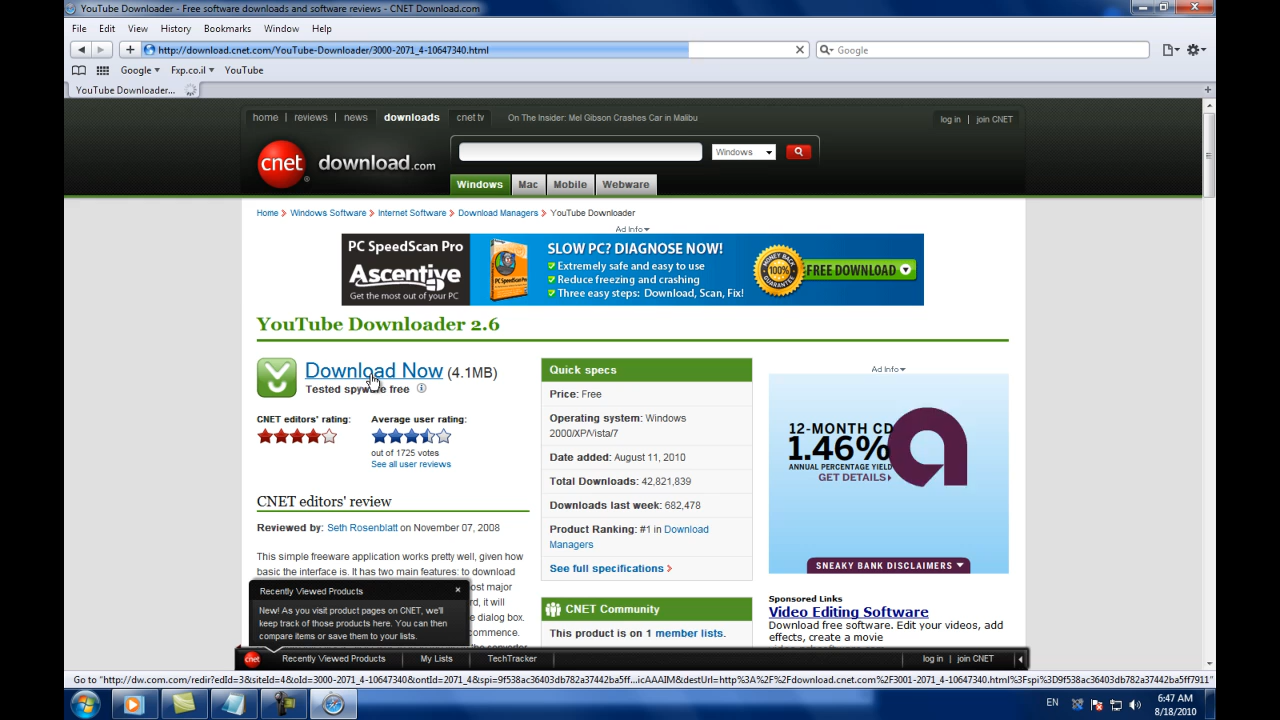 YouTube Downloader - Free software downloads and software reviews - CNET Download.com
File Edit View History Bookmarks Window Help
http://download.cnet.com/YouTube-Downloader/3000-2071_4-10647340.html
Google
Google Fxp.co.il YouTube
YouTube Downloader...
home | reviews | news downloads cnet tv On The Insider: Mel Gibson Crashes Car in Malibu
log in | join CNET
cnet download.com
Windows
Windows Mac Mobile Webware
Home > Windows Software > Internet Software > Download Managers > YouTube Downloader
Ad Info
PC SpeedScan Pro
Ascentive
Get the most out of your PC
SLOW PC? DIAGNOSE NOW!
Extremely safe and easy to use
Reduce freezing and crashing
Three easy steps: Download, Scan, Fix!
100%
FREE DOWNLOAD
YouTube Downloader 2.6
Download Now (4.1MB)
Tested spyware free
CNET editors' rating:
Average user rating:
out of 1725 votes
See all user reviews
CNET editors' review
Reviewed by: Seth Rosenblatt on November 07, 2008
This simple freeware application works pretty well, given how
basic the interface is. It has two main features: to download
ost major
rd, it will
e dialog box.
ommence.
Recently Viewed Products
New! As you visit product pages on CNET, we'll
keep track of those products here. You can then
compare items or save them to your lists.
Quick specs
Price: Free
Operating system: Windows
2000/XP/Vista/7
Date added: August 11, 2010
Total Downloads: 42,821,839
Downloads last week: 682,478
Product Ranking: #1 in Download
Managers
See full specifications >
CNET Community
This product is on 1 member lists.
Ad Info
12-MONTH CD
1.46%
ANNUAL PERCENTAGE YIELD
GET DETAILS
SNEAKY BANK DISCLAIMERS
Sponsored Links
Video Editing Software
Download free software. Edit your videos, add
effects, create a movie
cnet Recently Viewed Products My Lists TechTracker log in | join CNET
EN
6:47 AM
8/18/2010